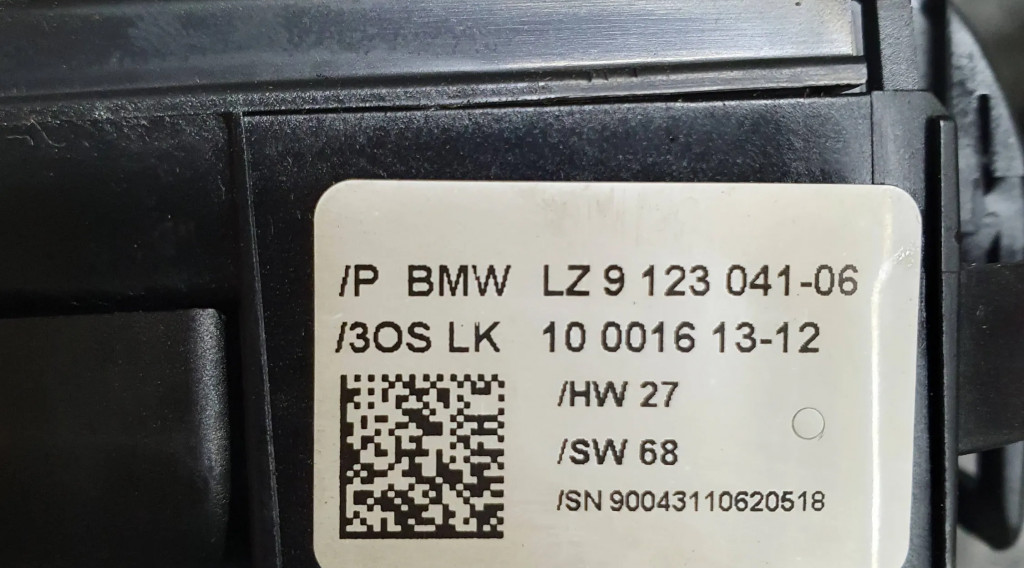 /P BMW LZ 9 123 041-06
/3OS LK 10 0016 13-12
/HW 27
/SW 68
/SN 90043110620518